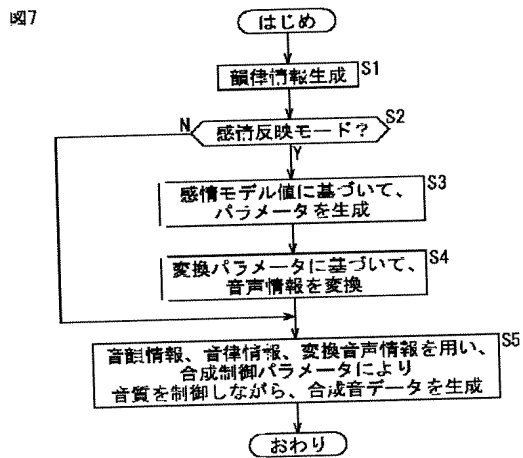 図7
はじめ
韻律情報生成
S1
感情反映モード?
S2
N
Y
感情モデル値に基づいて、
パラメータを生成
S3
変換パラメータに基づいて、
音声情報を変換
S4
音韻情報、音律情報、変換音声情報を用い、
合成制御パラメータにより
音質を制御しながら、合成音データを生成
S5
おわり